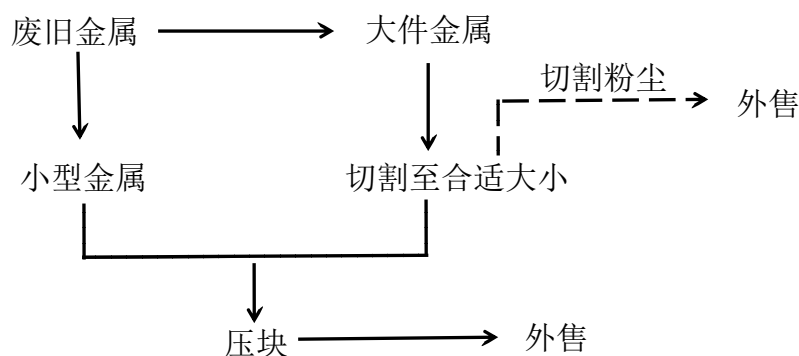 废旧金属
大件金属
切割粉尘
外售
小型金属
切割至合适大小
压块
外售